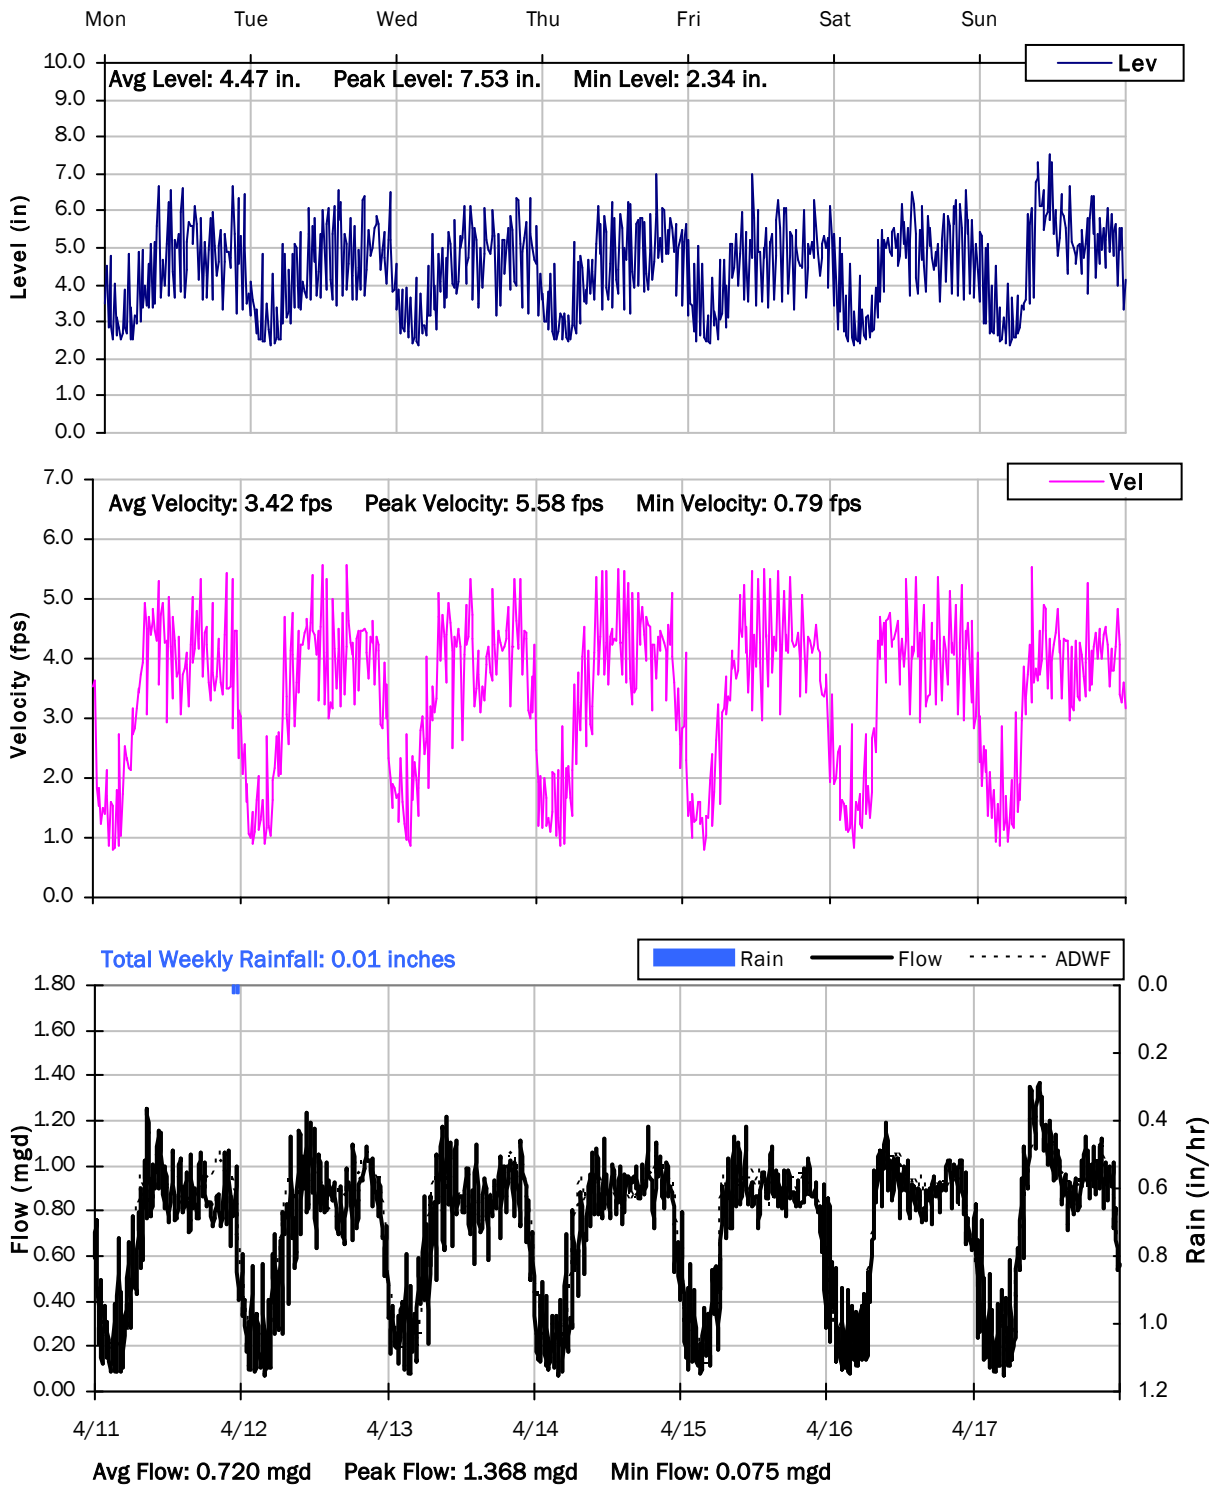 Mon Tue Wed Thu Fri Sat Sun
Lev
Avg Level: 4.47 in. Peak Level: 7.53 in. Min Level: 2.34 in.
10.0
9.0
8.0
7.0
6.0
5.0
4.0
3.0
2.0
1.0
0.0
Level (in)
Vel
Avg Velocity: 3.42 fps Peak Velocity: 5.58 fps Min Velocity: 0.79 fps
7.0
6.0
5.0
4.0
3.0
2.0
1.0
0.0
Velocity (fps)
Total Weekly Rainfall: 0.01 inches
Rain Flow ADWF
1.80
1.60
1.40
1.20
1.00
0.80
0.60
0.40
0.20
0.00
Flow (mgd)
0.0
0.2
0.4
0.6
0.8
1.0
1.2
Rain (in/hr)
4/11 4/12 4/13 4/14 4/15 4/16 4/17
Avg Flow: 0.720 mgd Peak Flow: 1.368 mgd Min Flow: 0.075 mgd